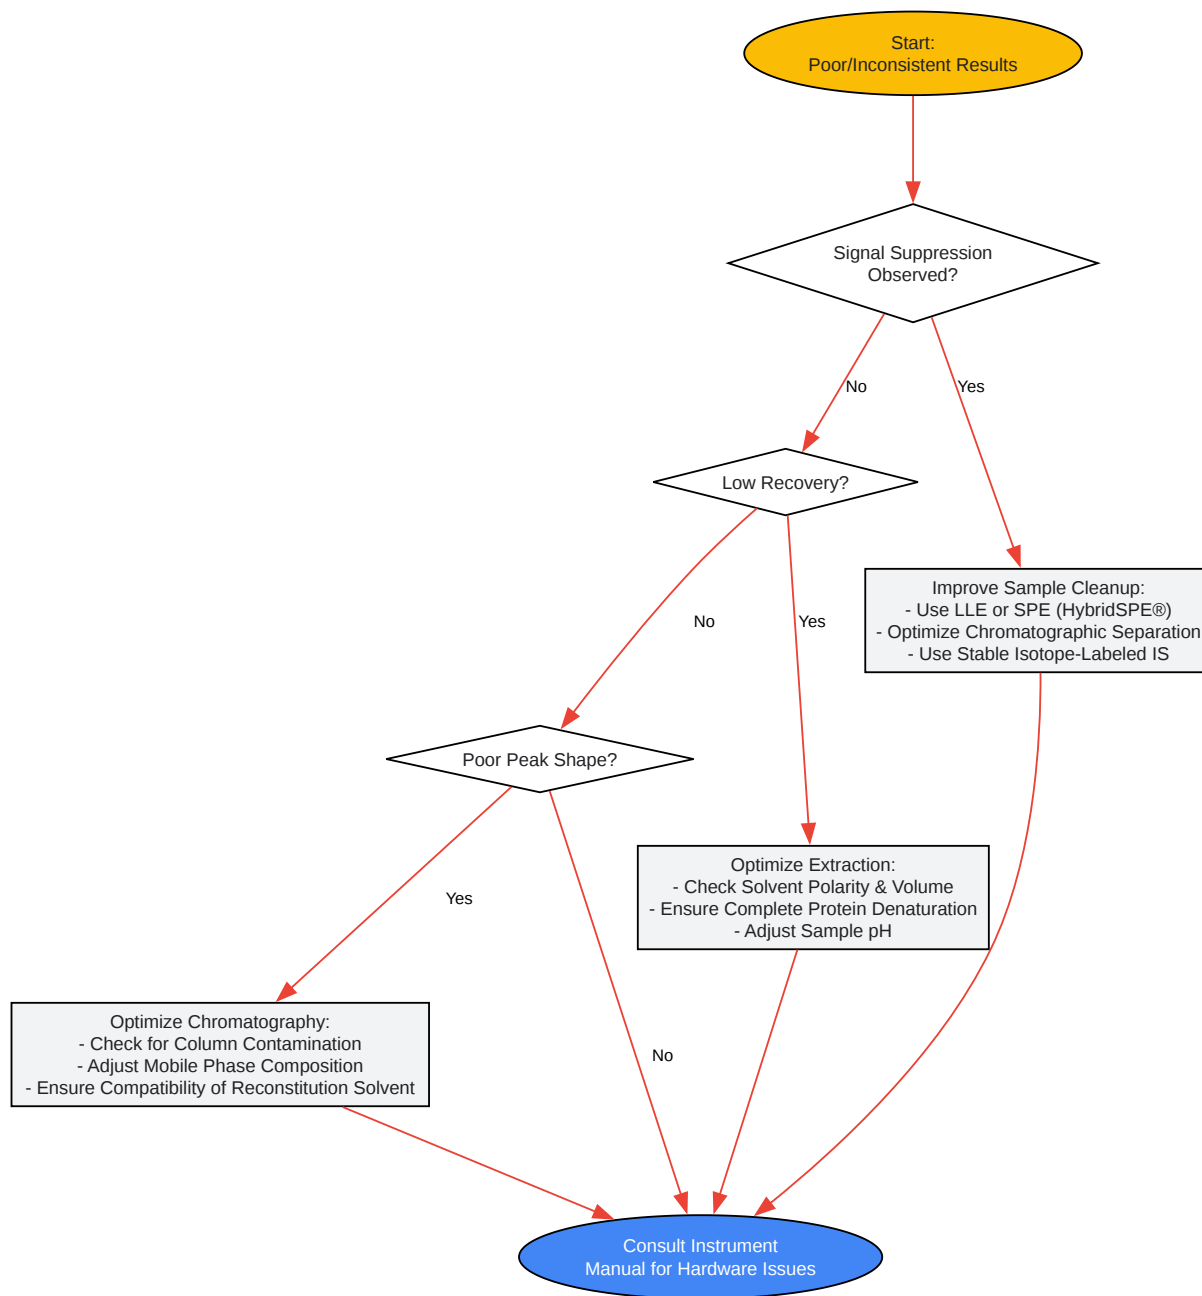 Start:
Poor/Inconsistent Results
Signal Suppression
Observed?
No
Yes
Low Recovery?
No
Yes
Improve Sample Cleanup:
- Use LLE or SPE (HybridSPE®)
- Optimize Chromatographic Separation
- Use Stable Isotope-Labeled IS
Poor Peak Shape?
Yes
No
Optimize Extraction:
- Check Solvent Polarity & Volume
- Ensure Complete Protein Denaturation
- Adjust Sample pH
Optimize Chromatography:
- Check for Column Contamination
- Adjust Mobile Phase Composition
- Ensure Compatibility of Reconstitution Solvent
Consult Instrument
Manual for Hardware Issues